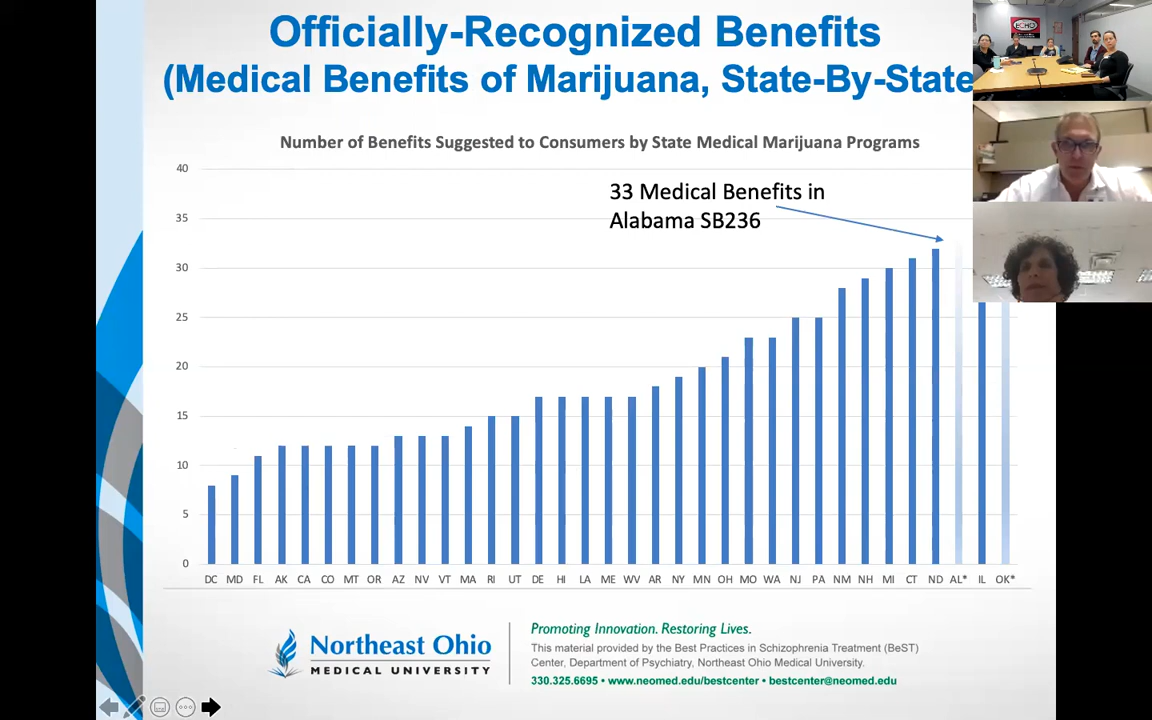 Officially-Recognized Benefits
(Medical Benefits of Marijuana, State-By-State
Number of Benefits Suggested to Consumers by State Medical Marijuana Programs
40
33 Medical Benefits in
Alabama SB236
35
30
25
20
15
10
5
0
DC MD FL AK CA CO MT OR AZ NV VT MA RI UT DE HI LA ME WV AR NY MN OH MO WA NJ PA NM NH MI CT ND AL* IL OK*
Northeast Ohio
MEDICAL UNIVERSITY
Promoting Innovation. Restoring Lives.
This material provided by the Best Practices in Schizophrenia Treatment (BeST)
Center, Department of Psychiatry, Northeast Ohio Medical University.
330.325.6695 • www.neomed.edu/bestcenter • bestcenter@neomed.edu
ECHO